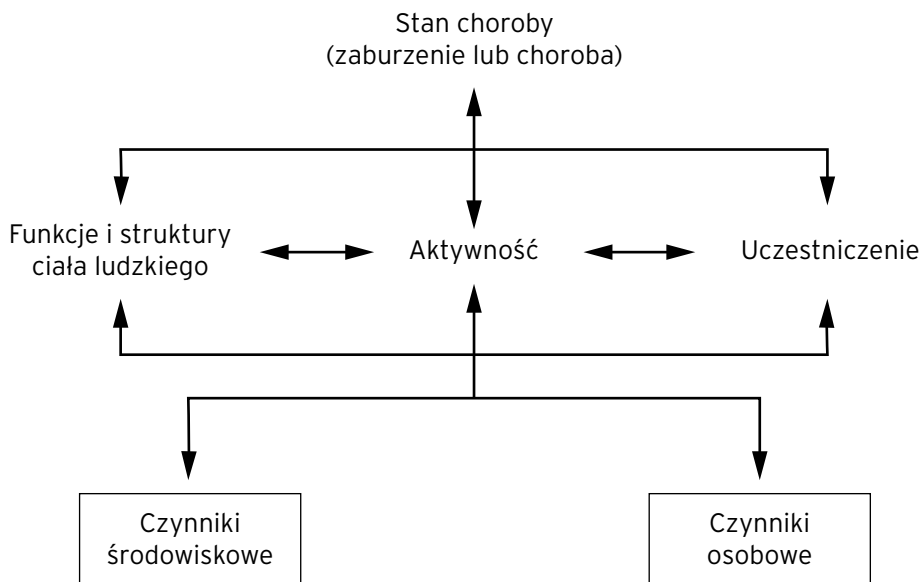 Stan choroby
(zaburzenie lub choroba)
Funkcje i struktury
ciała ludzkiego
Aktywność
Uczestniczenie
Czynniki
środowiskowe
Czynniki
osobowe